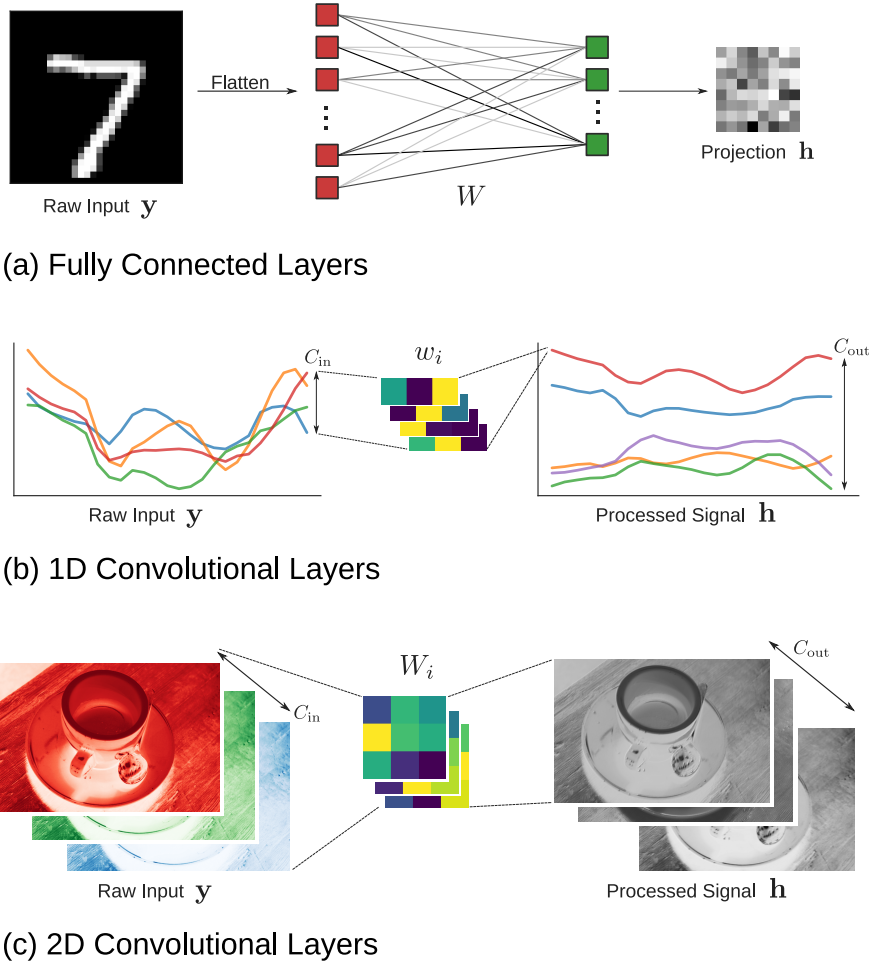 Flatten
W
Raw Input y
Projection h
(a) Fully Connected Layers
C_in
w_i
C_out
Raw Input y
Processed Signal h
(b) 1D Convolutional Layers
C_in
W_i
C_out
Raw Input y
Processed Signal h
(c) 2D Convolutional Layers